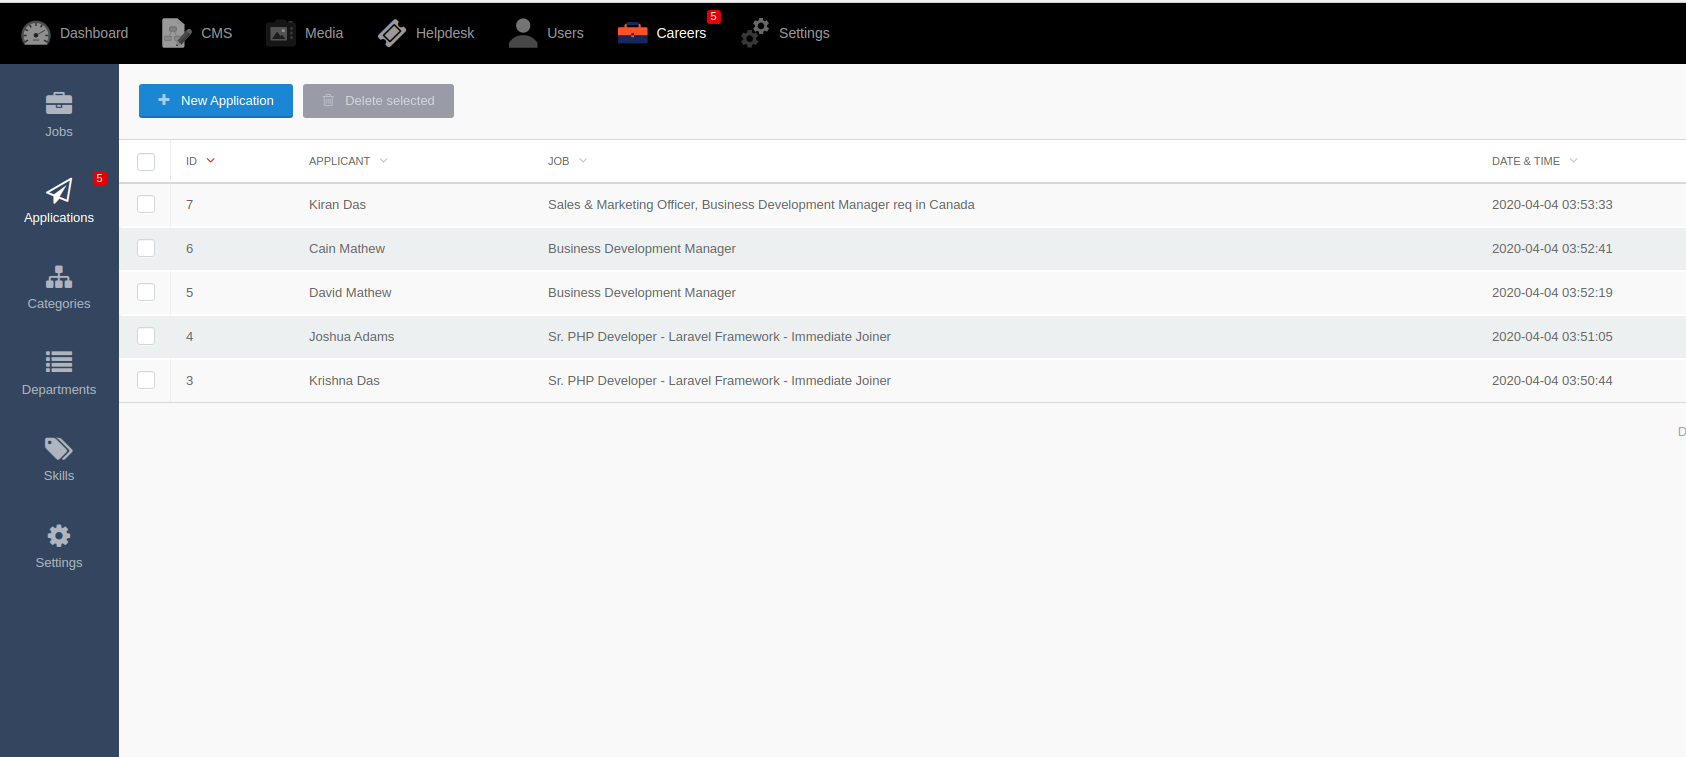 Dashboard CMS Media Helpdesk Users Careers 5 Settings
Jobs
5
Applications
Categories
Departments
Skills
Settings
New Application Delete selected
ID APPLICANT JOB DATE & TIME
7 Kiran Das Sales & Marketing Officer, Business Development Manager req in Canada 2020-04-04 03:53:33
6 Cain Mathew Business Development Manager 2020-04-04 03:52:41
5 David Mathew Business Development Manager 2020-04-04 03:52:19
4 Joshua Adams Sr. PHP Developer - Laravel Framework - Immediate Joiner 2020-04-04 03:51:05
3 Krishna Das Sr. PHP Developer - Laravel Framework - Immediate Joiner 2020-04-04 03:50:44